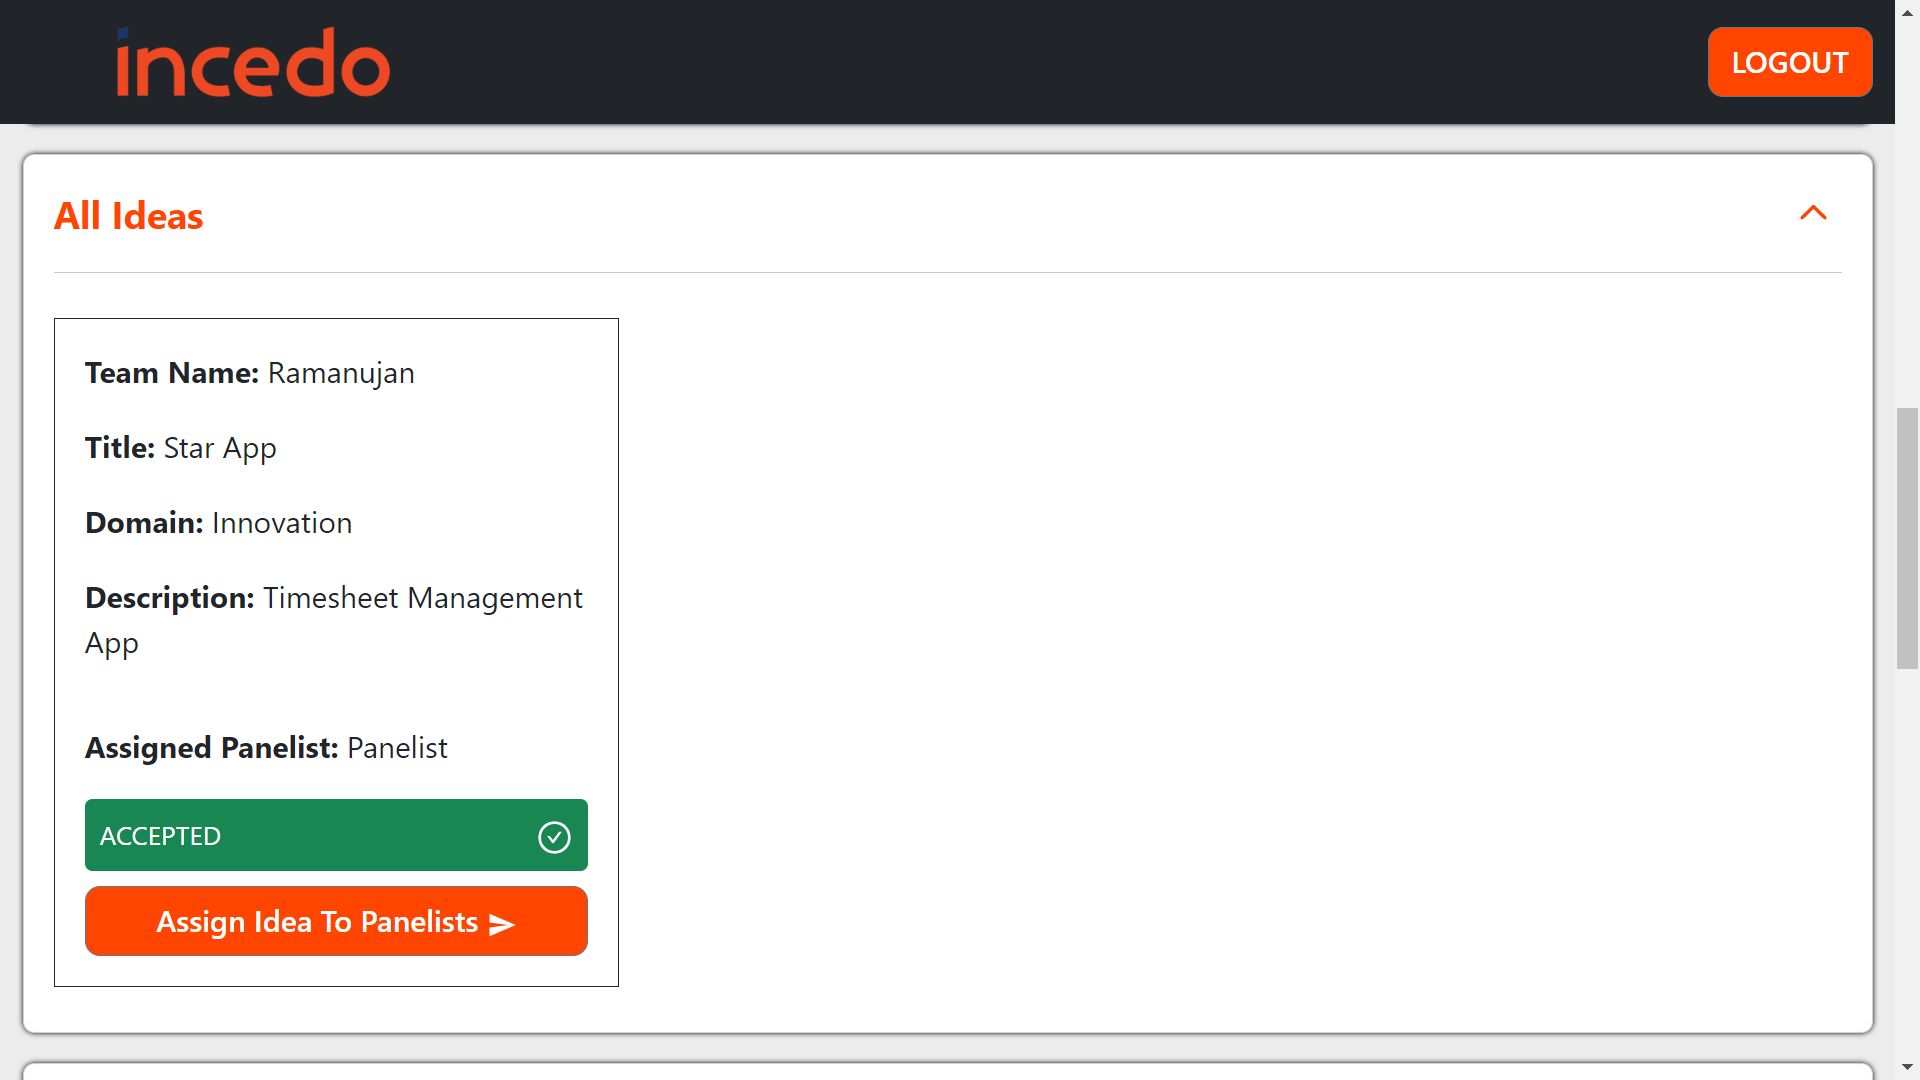 incedo
LOGOUT
All Ideas
Team Name: Ramanujan
Title: Star App
Domain: Innovation
Description: Timesheet Management
App
Assigned Panelist: Panelist
ACCEPTED
Assign Idea To Panelists